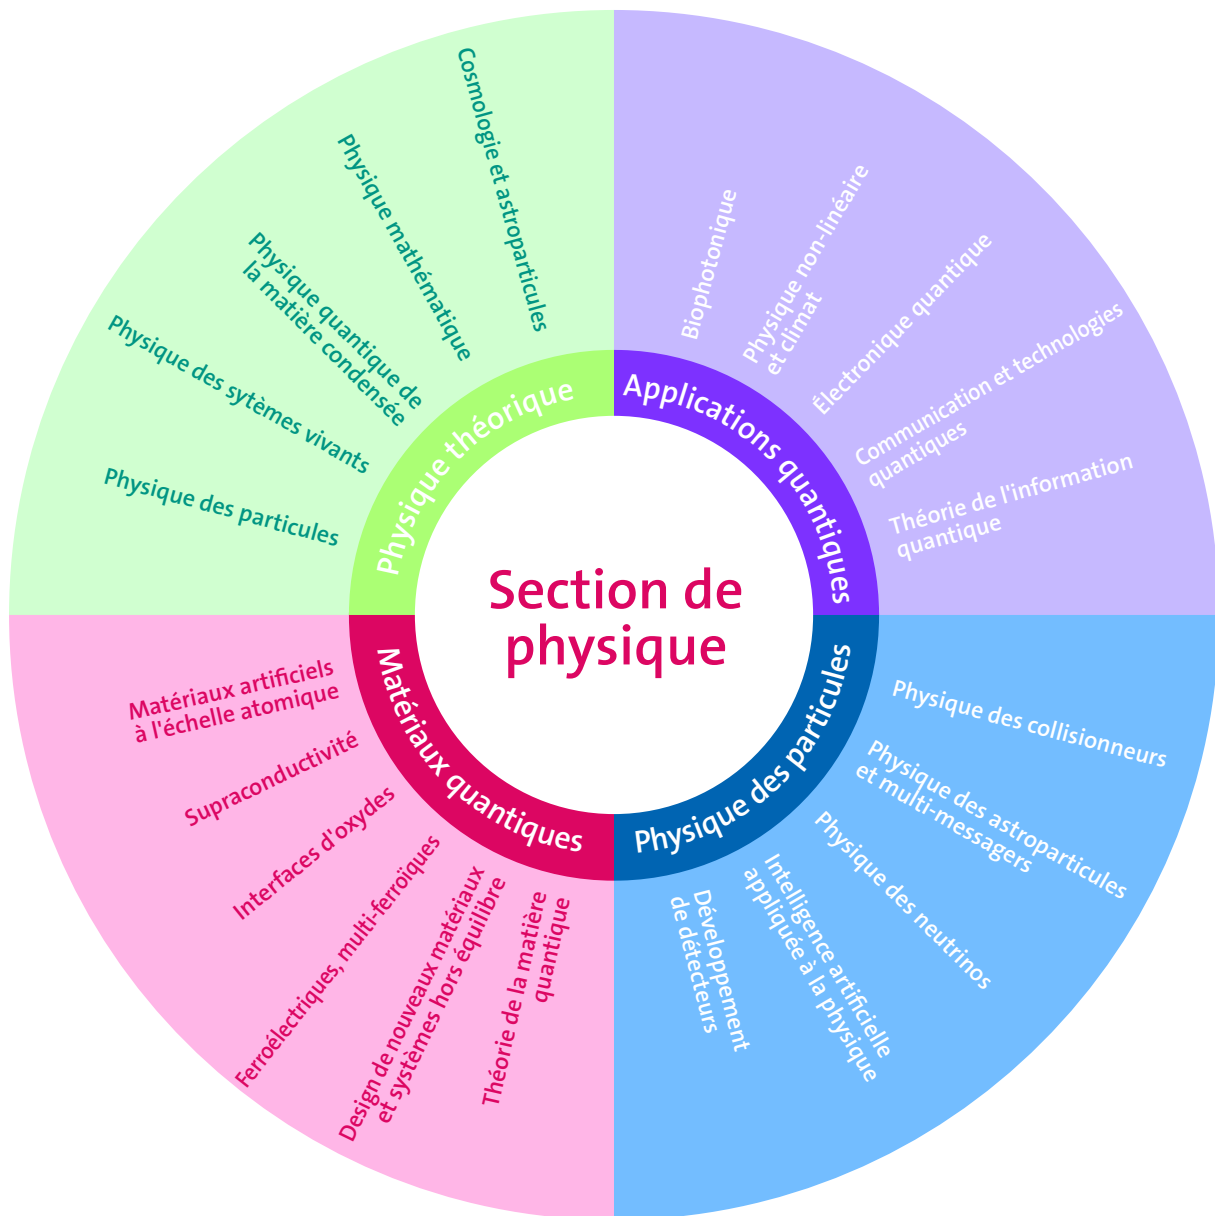 Section de
physique
Physique théorique
Physique des particules
Physique des sytèmes vivants
Physique quantique de
la matière condensée
Physique mathématique
Cosmologie et astroparticules
Applications quantiques
Biophotonique
Physique non-linéaire
et climat
Électronique quantique
Communication et technologies
quantiques
Théorie de l'information
quantique
Physique des particules
Physique des collisionneurs
Physique des astroparticules
et multi-messagers
Physique des neutrinos
Intelligence artificielle
appliquée à la physique
Développement
de détecteurs
Matériaux quantiques
Matériaux artificiels
à l'échelle atomique
Supraconductivité
Interfaces d'oxydes
Ferroélectriques, multi-ferroïques
Design de nouveaux matériaux
et systèmes hors équilibre
Théorie de la matière
quantique